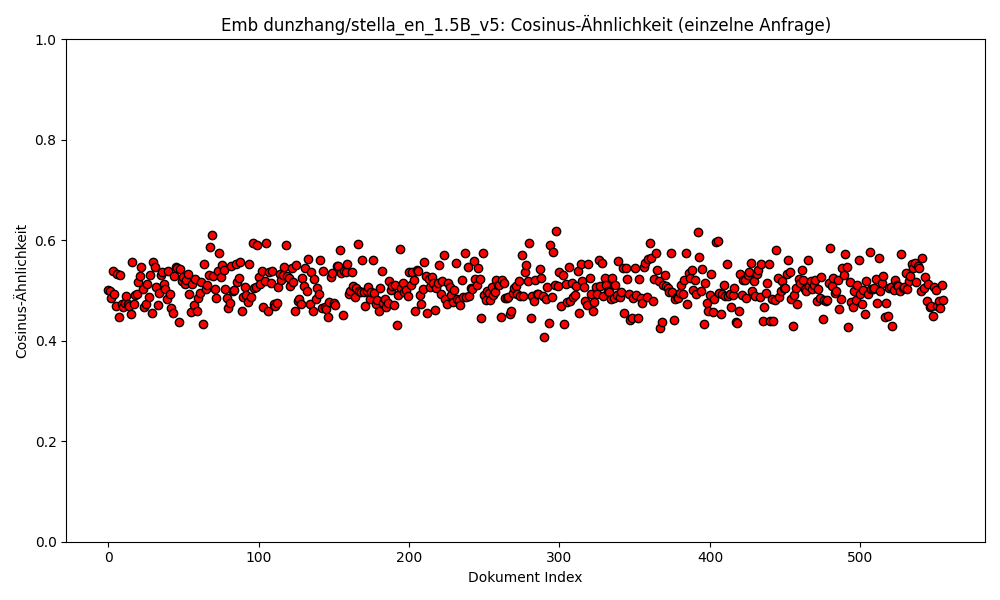 Emb dunzhang/stella_en_1.5B_v5: Cosinus-Ähnlichkeit (einzelne Anfrage)
1.0
0.8
0.6
0.4
0.2
0.0
Cosinus-Ähnlichkeit
0 100 200 300 400 500
Dokument Index